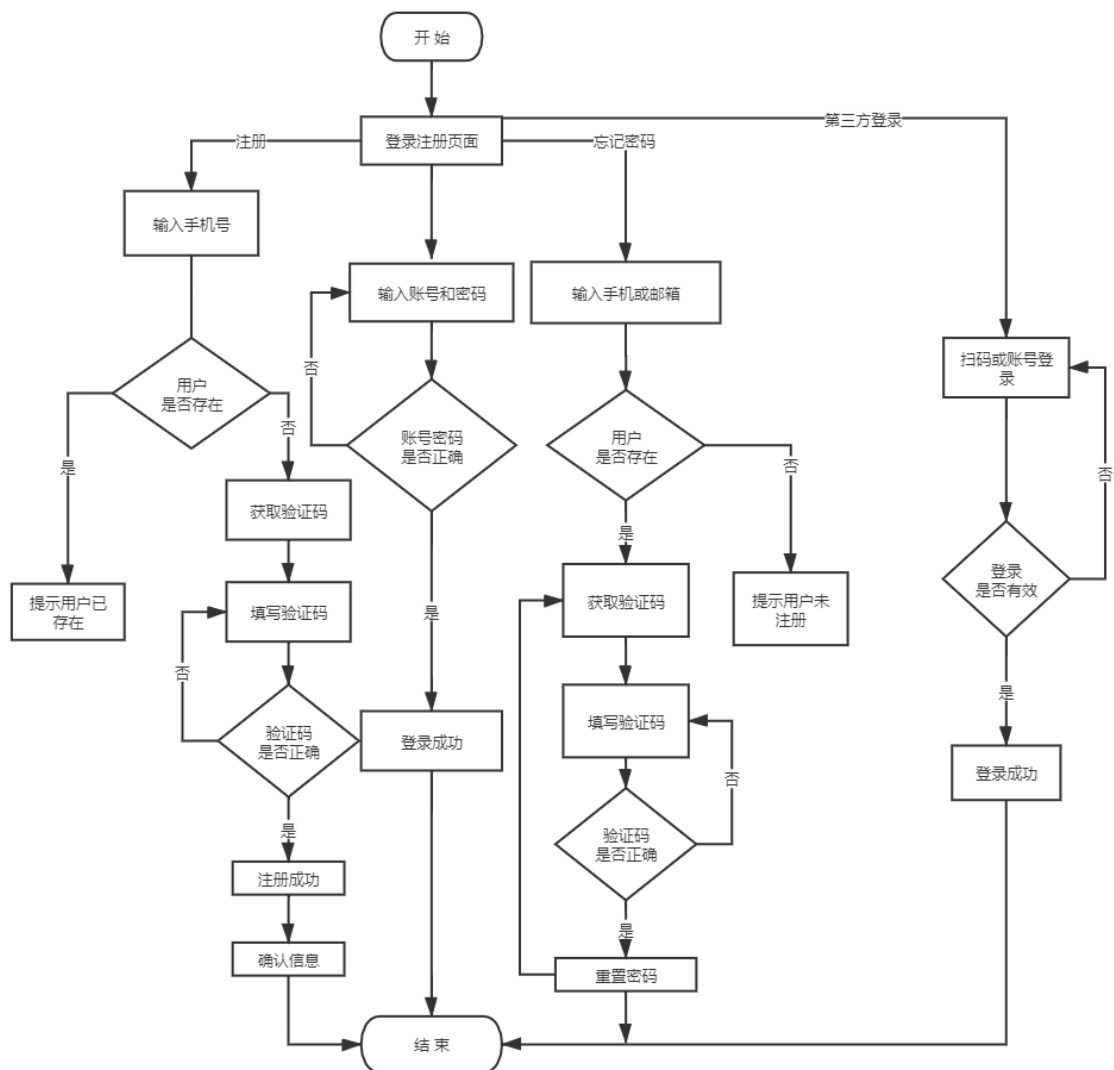 开 始
第三方登录
注册
登录注册页面
忘记密码
输入手机号
输入账号和密码
输入手机或邮箱
扫码或账号登
录
否
用户
是否存在
否
账号密码
是否正确
用户
是否存在
否
否
是
获取验证码
是
登录
是否有效
提示用户已
存在
填写验证码
是
获取验证码
提示用户未
注册
否
填写验证码
是
验证码
是否正确
登录成功
否
登录成功
是
验证码
是否正确
注册成功
是
确认信息
重置密码
结 束